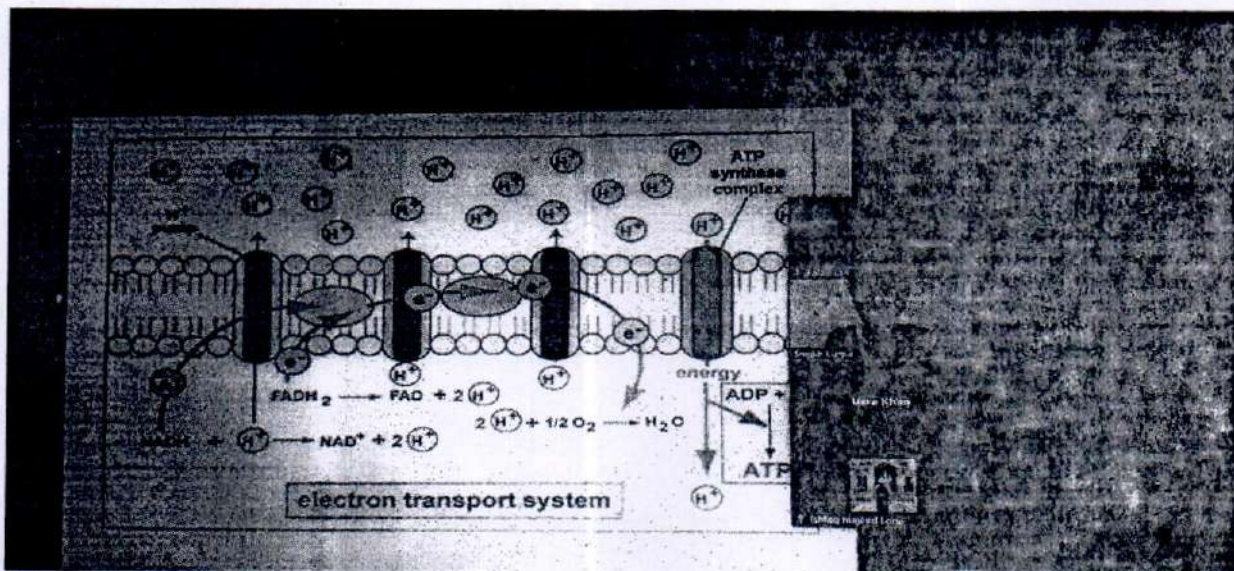 H⁺ H⁺ H⁺ H⁺ H⁺ H⁺ H⁺ H⁺ H⁺
ATP
synthase
complex
H⁺ H⁺ H⁺ H⁺ H⁺ H⁺ H⁺ H⁺ H⁺
e⁻ e⁻
e⁻ e⁻
H⁺ H⁺
energy
FADH₂ → FAD + 2 H⁺
ADP +
2 H⁺ + 1/2 O₂ → H₂O
NADH + H⁺ → NAD⁺ + 2 H⁺
ATP
H⁺
electron transport system
Khan